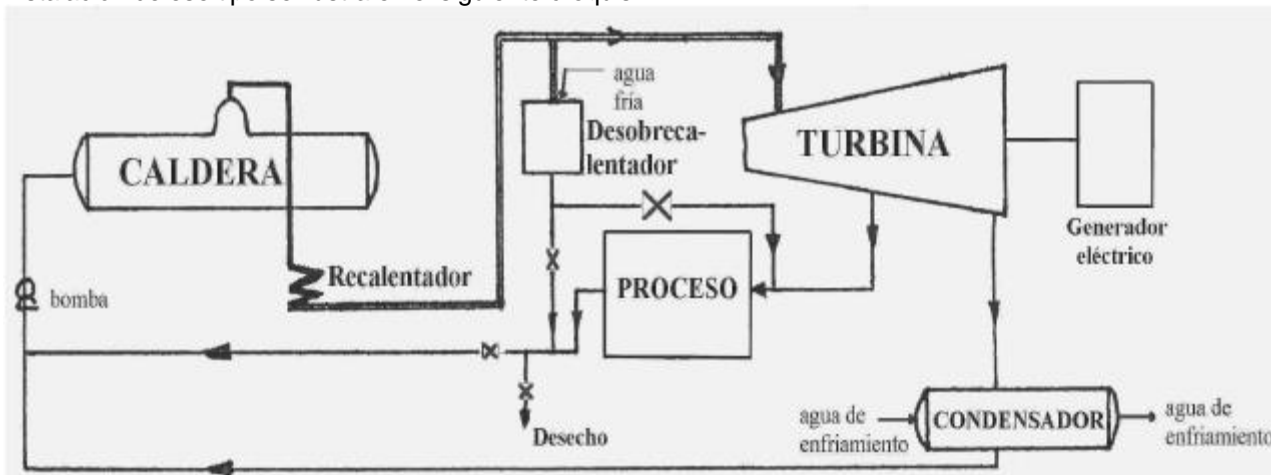 agua
fría
Desobreca-
lentador
CALDERA
TURBINA
Generador
eléctrico
Recalentador
bomba
PROCESO
Desecho
agua de
enfriamiento
CONDENSADOR
agua de
enfriamiento